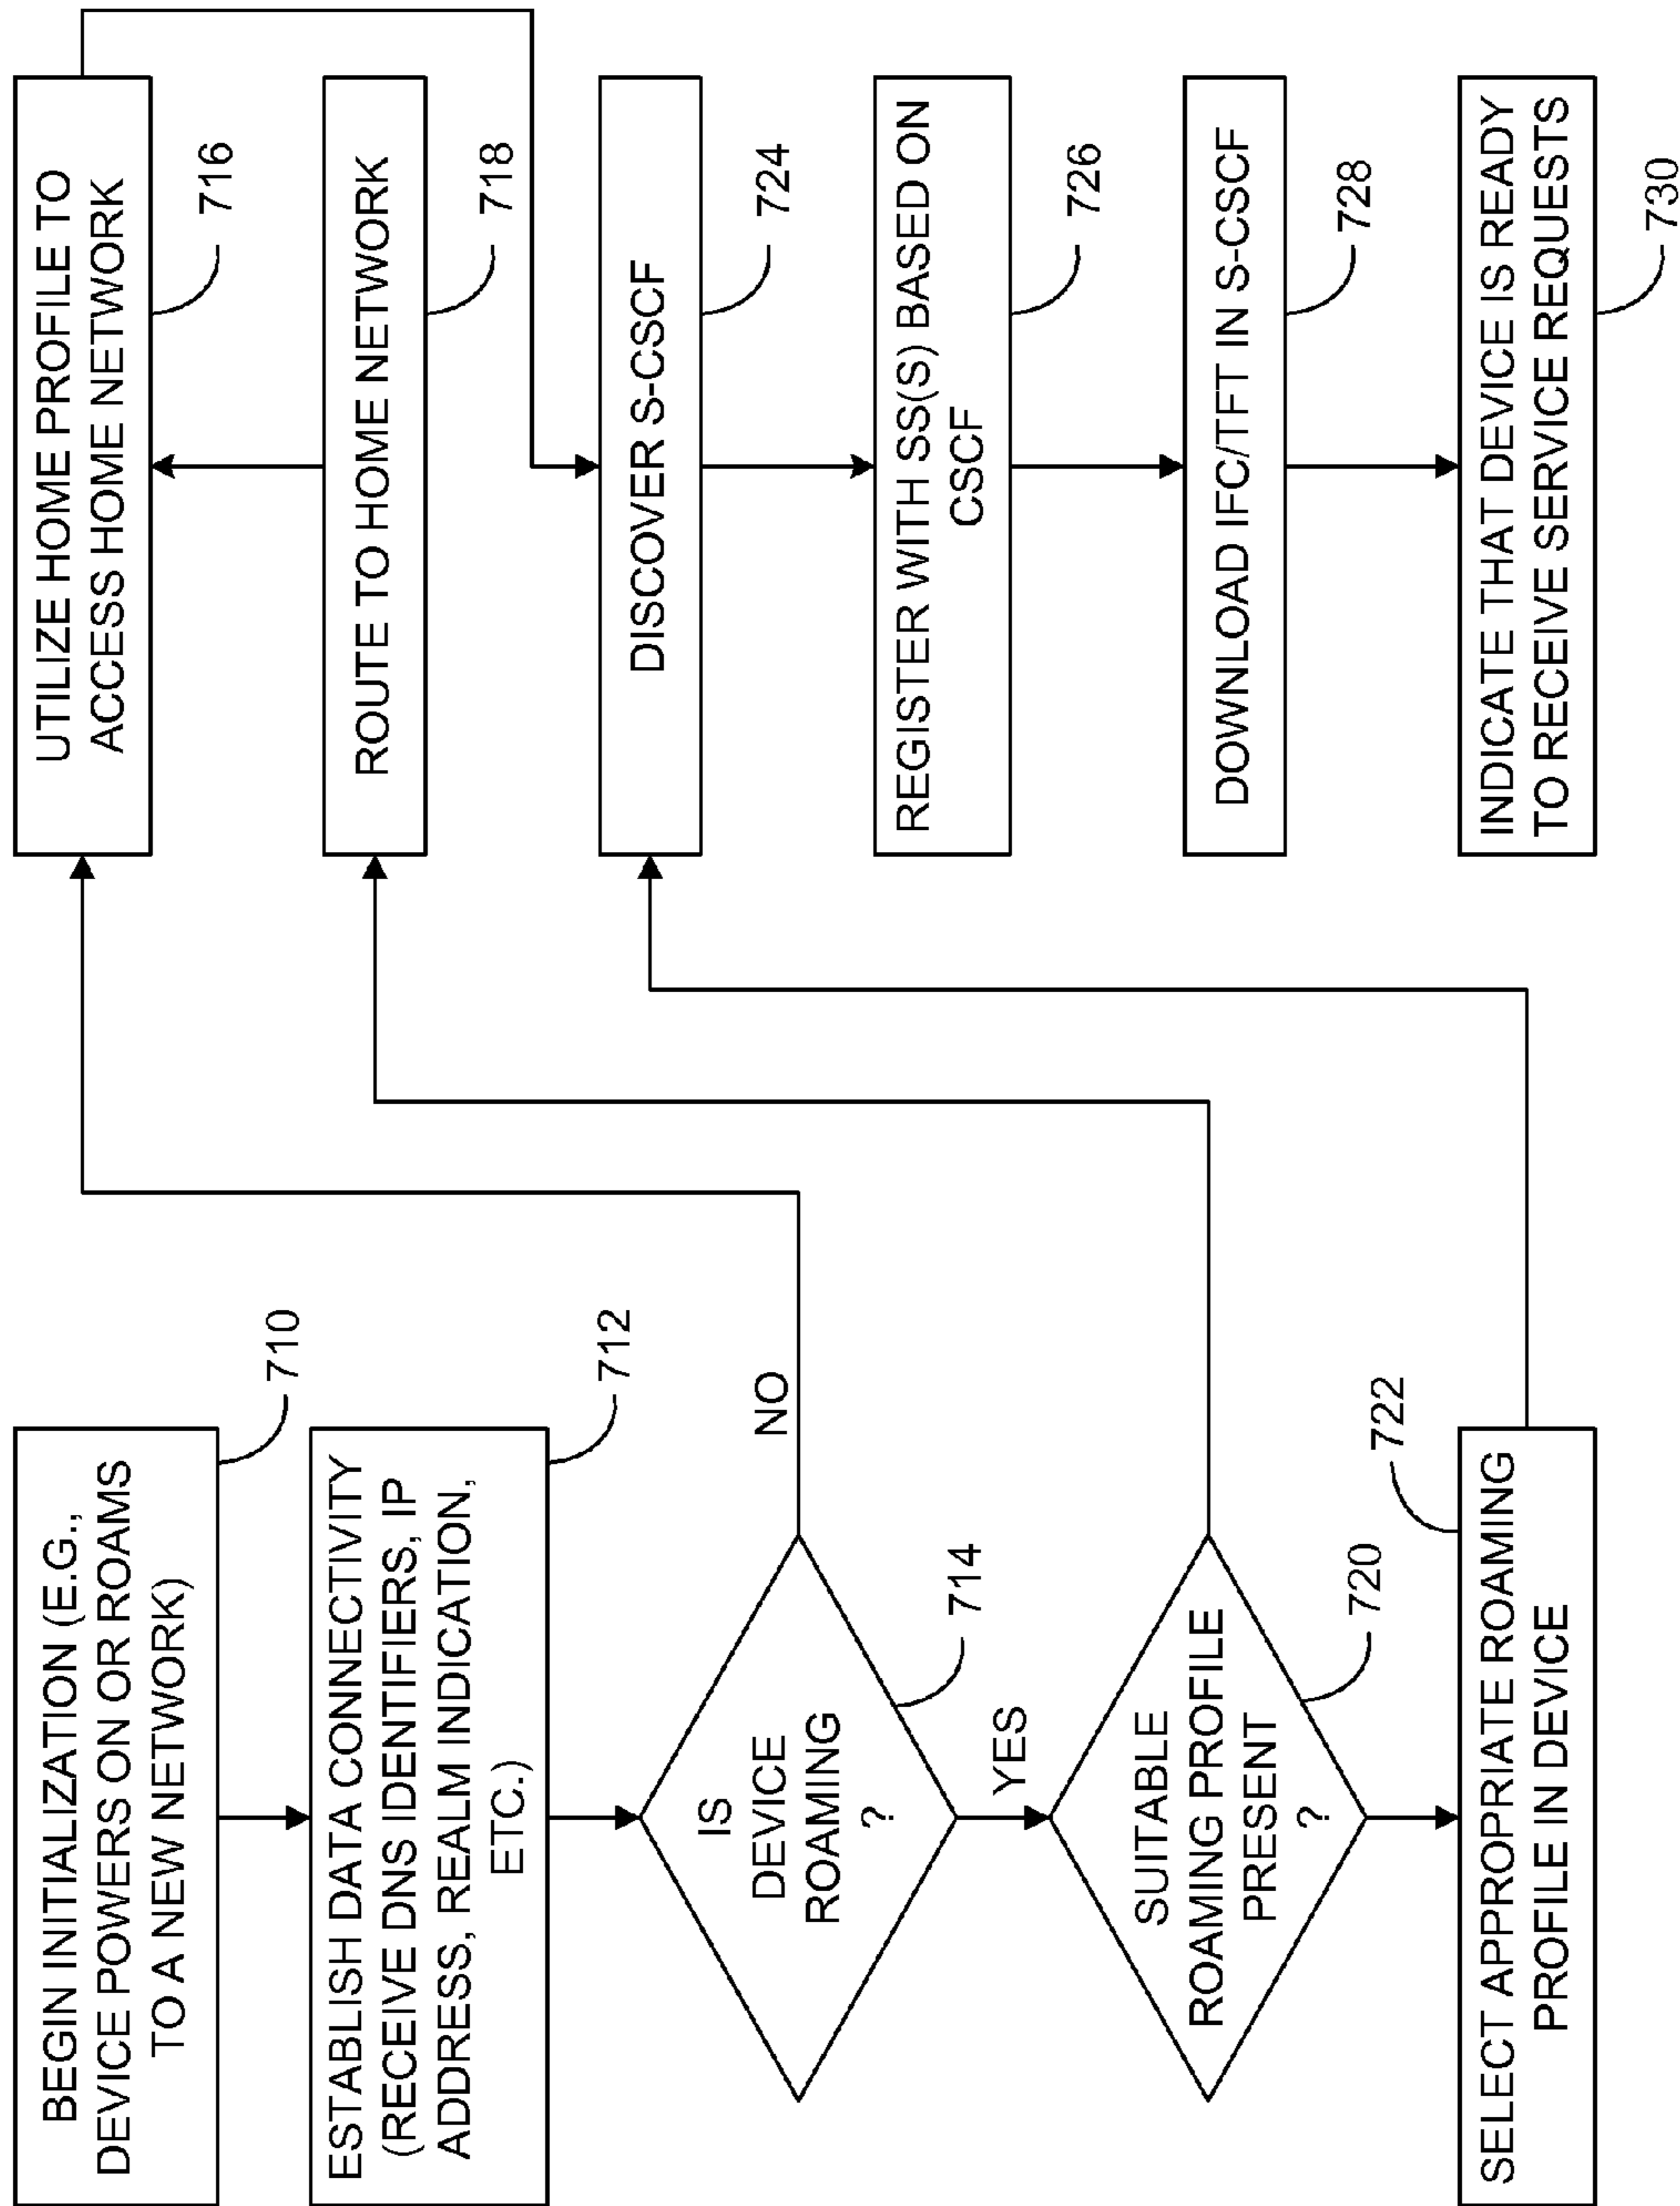 BEGIN INITIALIZATION (E.G.,
DEVICE POWERS ON OR ROAMS
TO A NEW NETWORK)
710
ESTABLISH DATA CONNECTIVITY
(RECEIVE DNS IDENTIFIERS, IP
ADDRESS, REALM INDICATION,
ETC.)
712
IS
DEVICE
ROAMING
?
714
NO
YES
SUITABLE
ROAMING PROFILE
PRESENT
?
720
SELECT APPROPRIATE ROAMING
PROFILE IN DEVICE
722
UTILIZE HOME PROFILE TO
ACCESS HOME NETWORK
716
ROUTE TO HOME NETWORK
718
DISCOVER S-CSCF
724
REGISTER WITH SS(S) BASED ON
CSCF
726
DOWNLOAD IFC/TFT IN S-CSCF
728
INDICATE THAT DEVICE IS READY
TO RECEIVE SERVICE REQUESTS
730